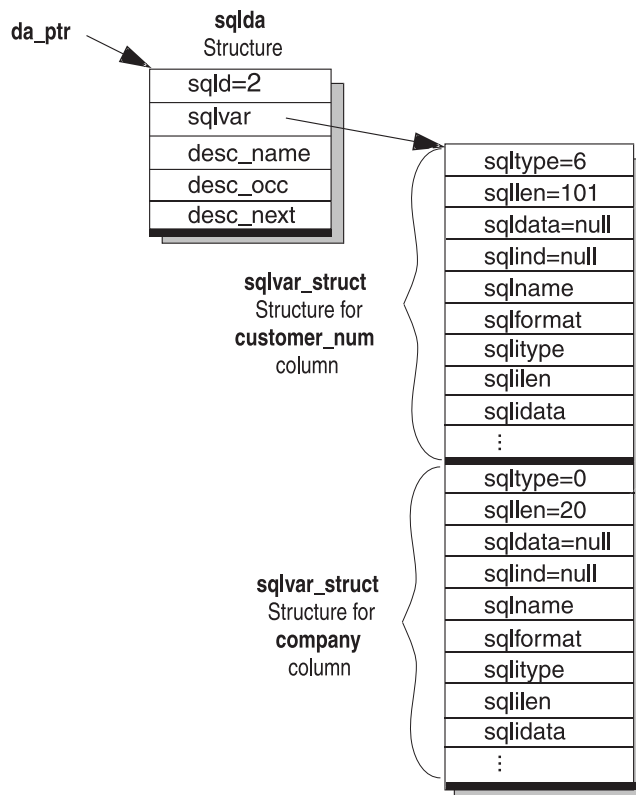 da_ptr
sqlda
Structure
sqld=2
sqlvar
desc_name
desc_occ
desc_next
sqlvar_struct
Structure for
customer_num
column
sqltype=6
sqllen=101
sqldata=null
sqlind=null
sqlname
sqlformat
sqlitype
sqlilen
sqlidata
⋮
sqlvar_struct
Structure for
company
column
sqltype=0
sqllen=20
sqldata=null
sqlind=null
sqlname
sqlformat
sqlitype
sqlilen
sqlidata
⋮